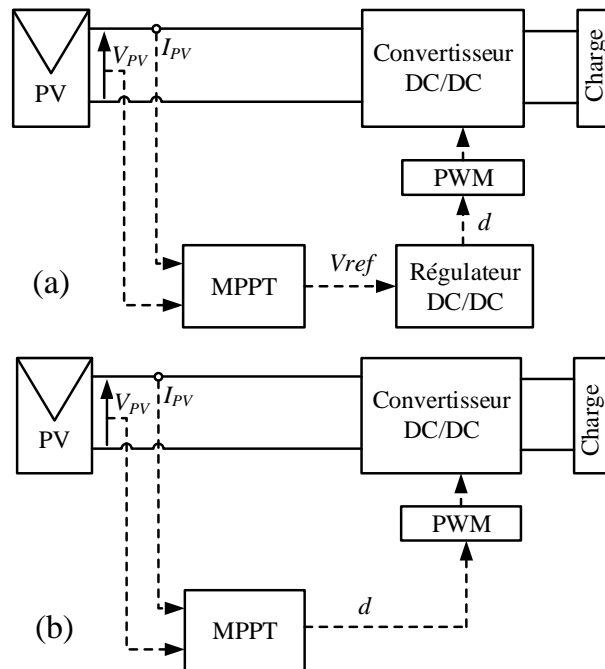 V_PV
I_PV
PV
Convertisseur
DC/DC
Charge
PWM
d
Vref
MPPT
Régulateur
DC/DC
(a)
V_PV
I_PV
PV
Convertisseur
DC/DC
Charge
PWM
d
MPPT
(b)